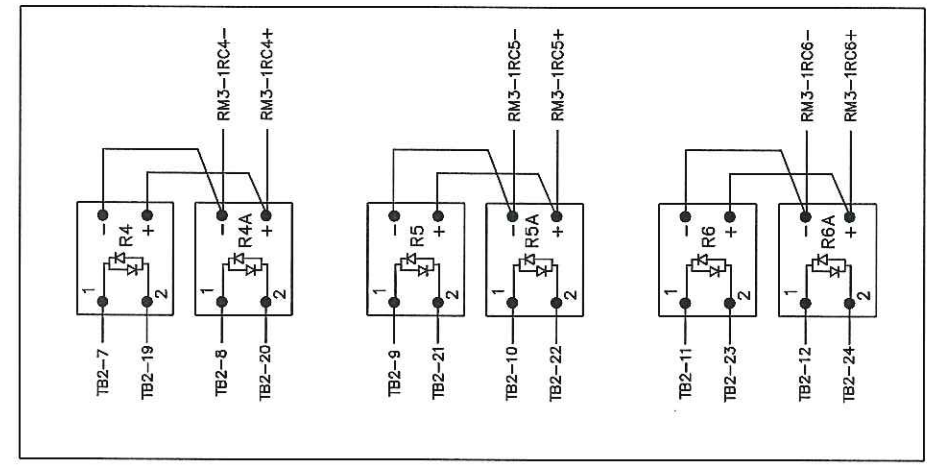 RM3-1RC4-
RM3-1RC4+
RM3-1RC5-
RM3-1RC5+
RM3-1RC6-
RM3-1RC6+
- R4 +
1 2
- R4A +
1 2
- R5 +
1 2
- R5A +
1 2
- R6 +
1 2
- R6A +
1 2
TB2-7
TB2-19
TB2-8
TB2-20
TB2-9
TB2-21
TB2-10
TB2-22
TB2-11
TB2-23
TB2-12
TB2-24